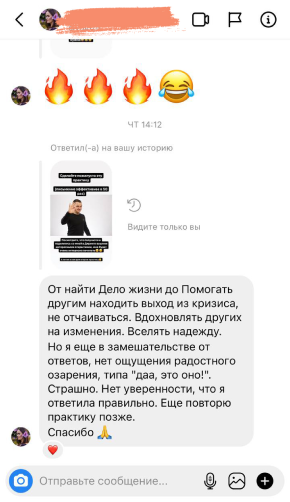 ЧТ 14:12
Ответил(-а) на вашу историю
Видите только вы
От найти Дело жизни до Помогать
другим находить выход из кризиса,
не отчаиваться. Вдохновлять других
на изменения. Вселять надежду.
Но я еще в замешательстве от
ответов, нет ощущения радостного
озарения, типа "даа, это оно!".
Страшно. Нет уверенности, что я
ответила правильно. Еще повторю
практику позже.
Спасибо 🙏
Отправьте сообщение...